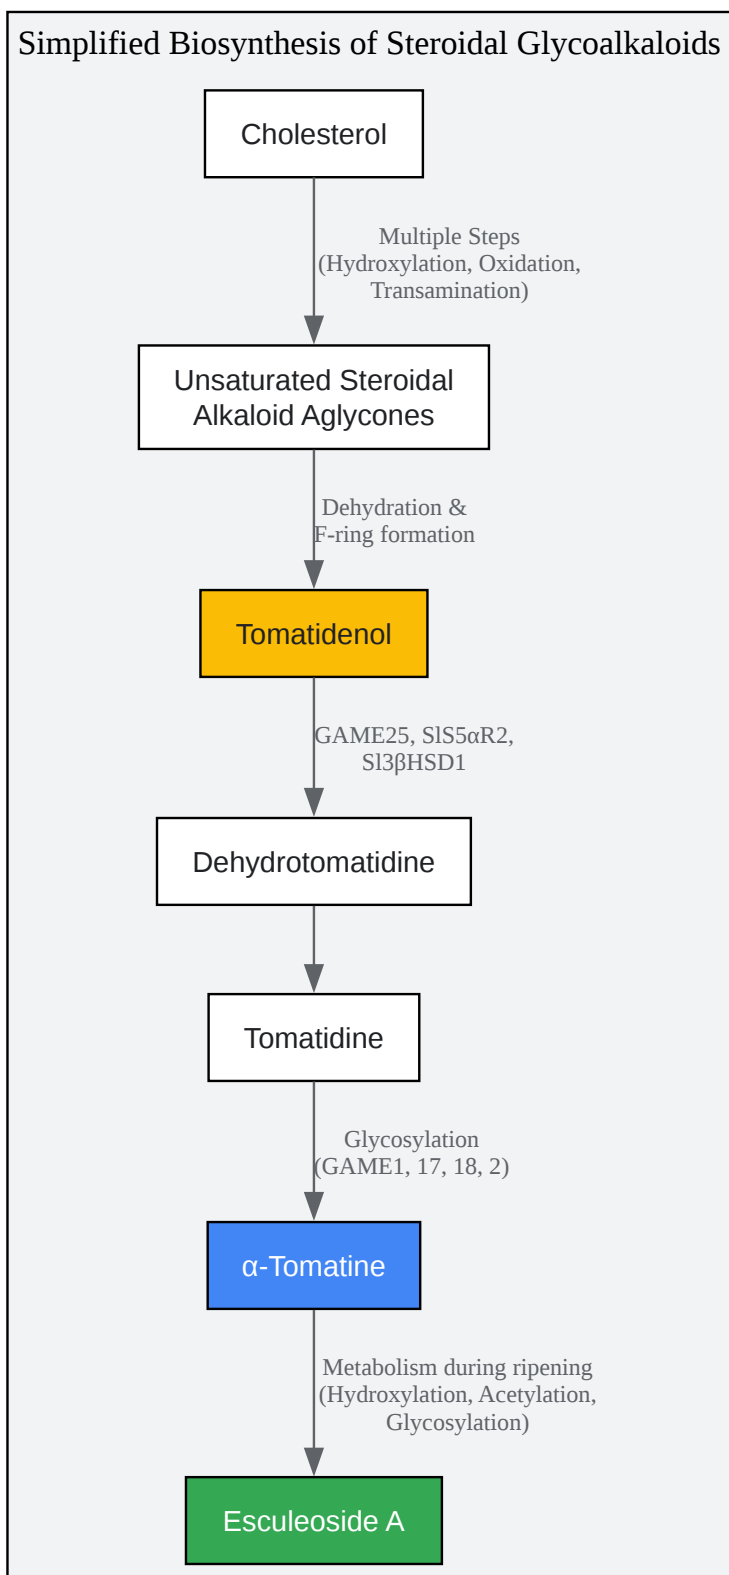 Simplified Biosynthesis of Steroidal Glycoalkaloids
Cholesterol
Multiple Steps
(Hydroxylation, Oxidation,
Transamination)
Unsaturated Steroidal
Alkaloid Aglycones
Dehydration &
F-ring formation
Tomatidenol
GAME25, SlS5αR2,
Sl3βHSD1
Dehydrotomatidine
Tomatidine
Glycosylation
(GAME1, 17, 18, 2)
α-Tomatine
Metabolism during ripening
(Hydroxylation, Acetylation,
Glycosylation)
Esculeoside A